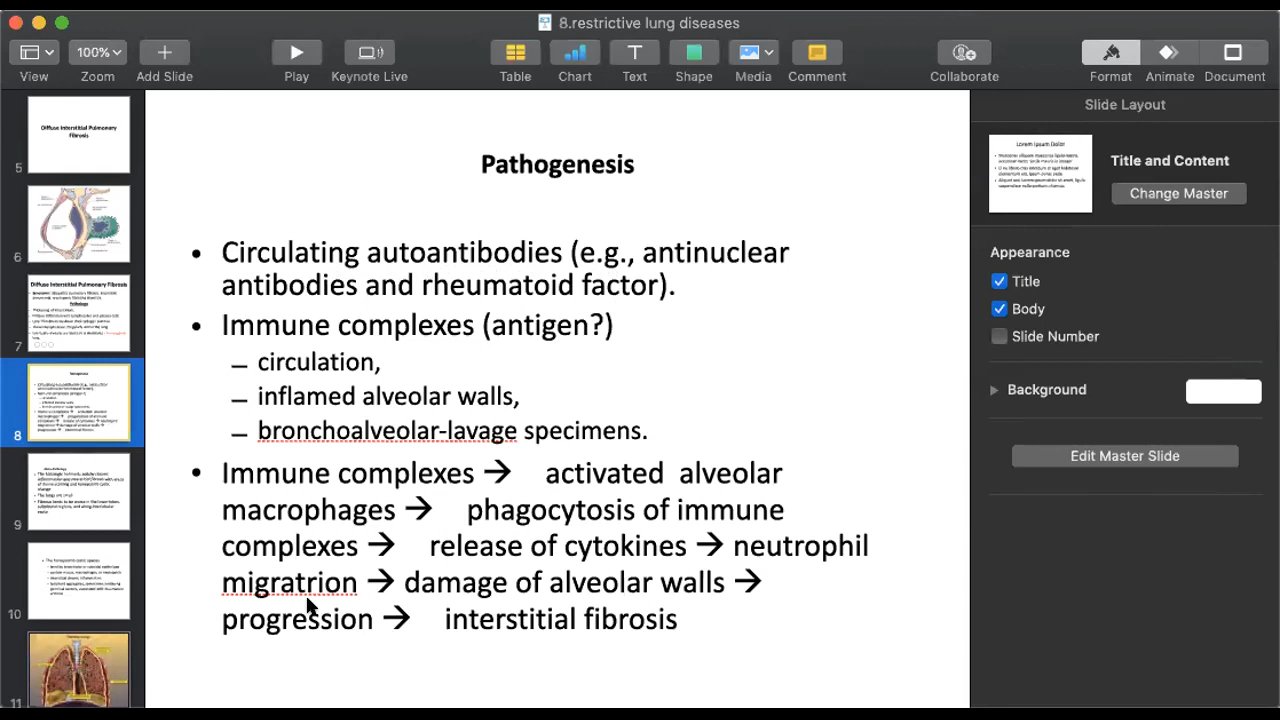 8.restrictive lung diseases
100%
View
Zoom
Add Slide
Play
Keynote Live
Table
Chart
Text
Shape
Media
Comment
Collaborate
Format
Animate
Document
Diffuse Interstitial Pulmonary
Fibrosis
5
6
Diffuse Interstitial Pulmonary Fibrosis
7
8
9
10
11
Pathogenesis
• Circulating autoantibodies (e.g., antinuclear
antibodies and rheumatoid factor).
• Immune complexes (antigen?)
– circulation,
– inflamed alveolar walls,
– bronchoalveolar-lavage specimens.
• Immune complexes → activated alveolar
macrophages → phagocytosis of immune
complexes → release of cytokines → neutrophil
migratrion → damage of alveolar walls →
progression → interstitial fibrosis
Slide Layout
Lorem Ipsum Dolor
Title and Content
Change Master
Appearance
Title
Body
Slide Number
Background
Edit Master Slide